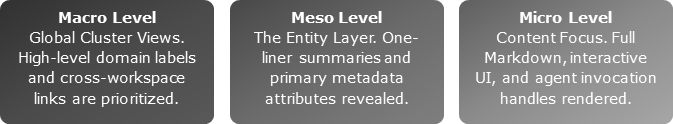 Macro Level
Global Cluster Views.
High-level domain labels
and cross-workspace
links are prioritized.
Meso Level
The Entity Layer. One-
liner summaries and
primary metadata
attributes revealed.
Micro Level
Content Focus. Full
Markdown, interactive
UI, and agent invocation
handles rendered.